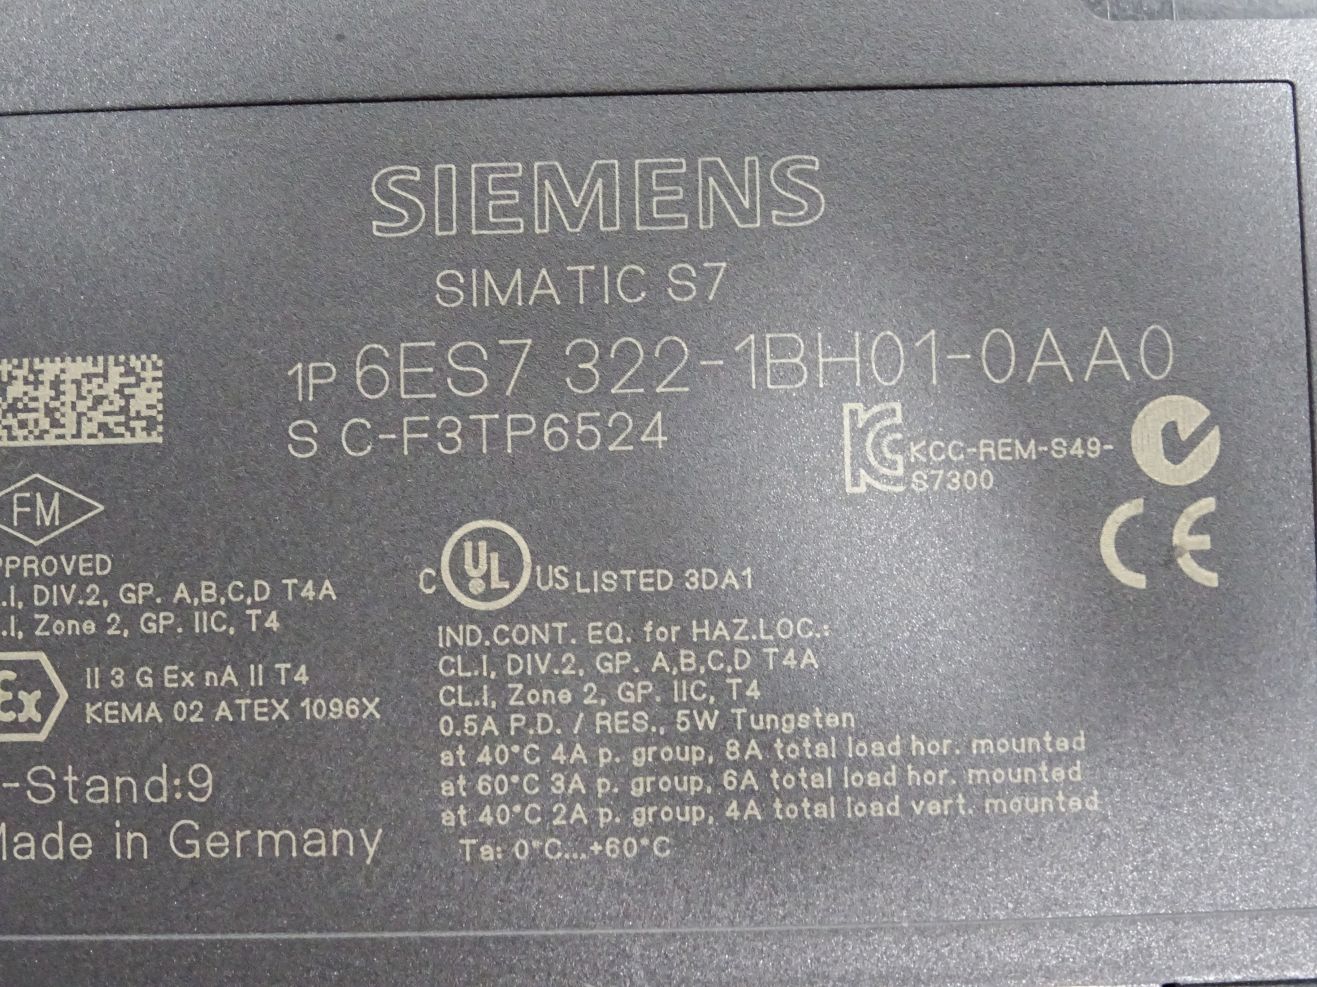 SIEMENS
SIMATIC S7
1P 6ES7 322-1BH01-0AA0
S C-F3TP6524
KCC-REM-S49-
S7300
FM
PPROVED
.I, DIV.2, GP. A,B,C,D T4A
.I, Zone 2, GP. IIC, T4
C UL US LISTED 3DA1
CE
IND.CONT. EQ. for HAZ.LOC.:
CL.I, DIV.2, GP. A,B,C,D T4A
CL.I, Zone 2, GP. IIC, T4
0.5A P.D. / RES., 5W Tungsten
at 40°C 4A p. group, 8A total load hor. mounted
at 60°C 3A p. group, 6A total load hor. mounted
at 40°C 2A p. group, 4A total load vert. mounted
Ta: 0°C...+60°C
Ex
II 3 G Ex nA II T4
KEMA 02 ATEX 1096X
-Stand:9
Made in Germany